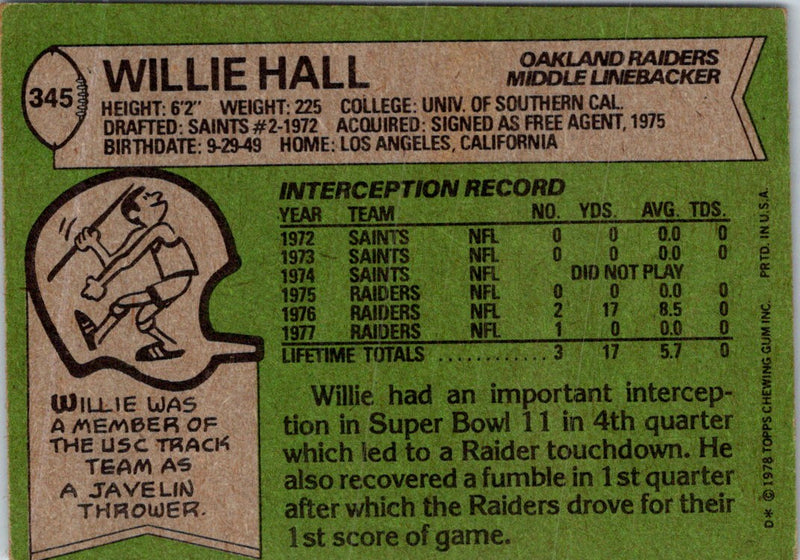 345
WILLIE HALL
OAKLAND RAIDERS
MIDDLE LINEBACKER
HEIGHT: 6'2" WEIGHT: 225 COLLEGE: UNIV. OF SOUTHERN CAL.
DRAFTED: SAINTS #2-1972 ACQUIRED: SIGNED AS FREE AGENT, 1975
BIRTHDATE: 9-29-49 HOME: LOS ANGELES, CALIFORNIA
INTERCEPTION RECORD
YEAR TEAM NO. YDS. AVG. TDS.
1972 SAINTS NFL 0 0 0.0 0
1973 SAINTS NFL 0 0 0.0 0
1974 SAINTS NFL DID NOT PLAY
1975 RAIDERS NFL 0 0 0.0 0
1976 RAIDERS NFL 2 17 8.5 0
1977 RAIDERS NFL 1 0 0.0 0
LIFETIME TOTALS ............ 3 17 5.7 0
WILLIE WAS
A MEMBER OF
THE USC TRACK
TEAM AS
A JAVELIN
THROWER.
Willie had an important intercep-
tion in Super Bowl 11 in 4th quarter
which led to a Raider touchdown. He
also recovered a fumble in 1st quarter
after which the Raiders drove for their
1st score of game.
D* © 1978 TOPPS CHEWING GUM INC. PRTD. IN U.S.A.